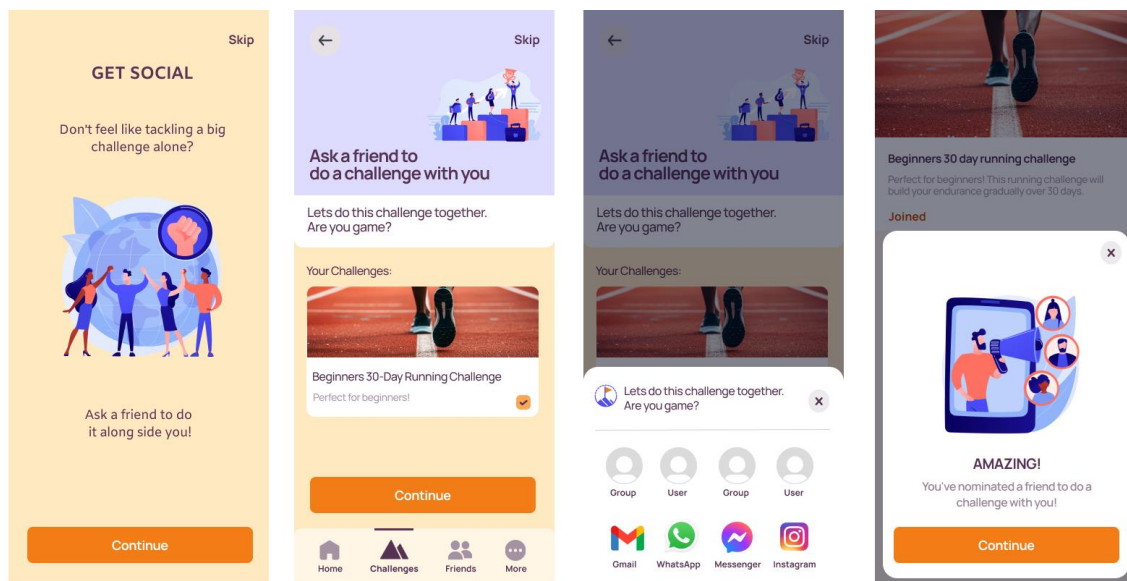 Skip
GET SOCIAL
Don't feel like tackling a big
challenge alone?
Ask a friend to do
it along side you!
Continue
Skip
Ask a friend to
do a challenge with you
Lets do this challenge together.
Are you game?
Your Challenges:
Beginners 30-Day Running Challenge
Perfect for beginners!
Continue
Home
Challenges
Friends
More
Skip
Ask a friend to
do a challenge with you
Lets do this challenge together.
Are you game?
Your Challenges:
Lets do this challenge together.
Are you game?
Group
User
Group
User
Gmail
WhatsApp
Messenger
Instagram
Beginners 30 day running challenge
Perfect for beginners! This running challenge will
build your endurance gradually over 30 days.
Joined
AMAZING!
You've nominated a friend to do a
challenge with you!
Continue